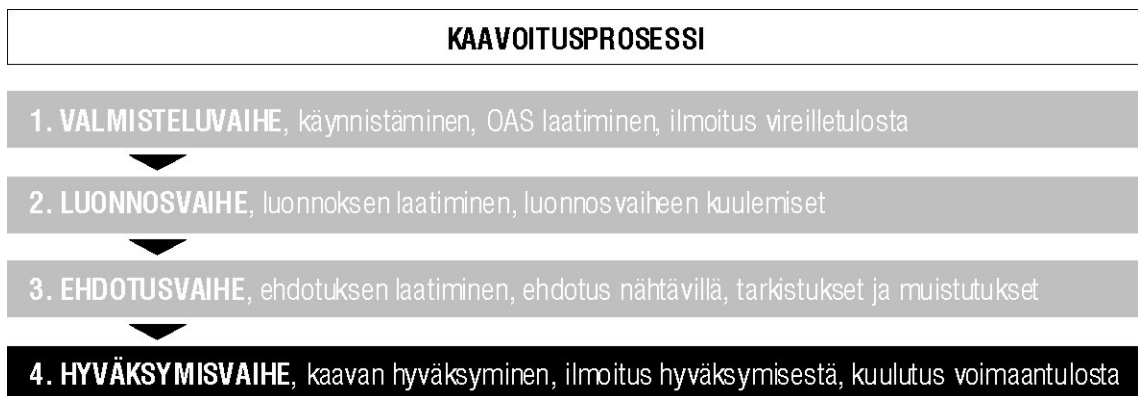 KAAVOITUSPROSESSI
1. VALMISTELUVAIHE, käynnistäminen, OAS laatiminen, ilmoitus vireilletulosta
2. LUONNOSVAIHE, luonnoksen laatiminen, luonnosvaiheen kuulemiset
3. EHDOTUSVAIHE, ehdotuksen laatiminen, ehdotus nähtävillä, tarkistukset ja muistutukset
4. HYVÄKSYMISVAIHE, kaavan hyväksyminen, ilmoitus hyväksymisestä, kuulutus voimaantulosta